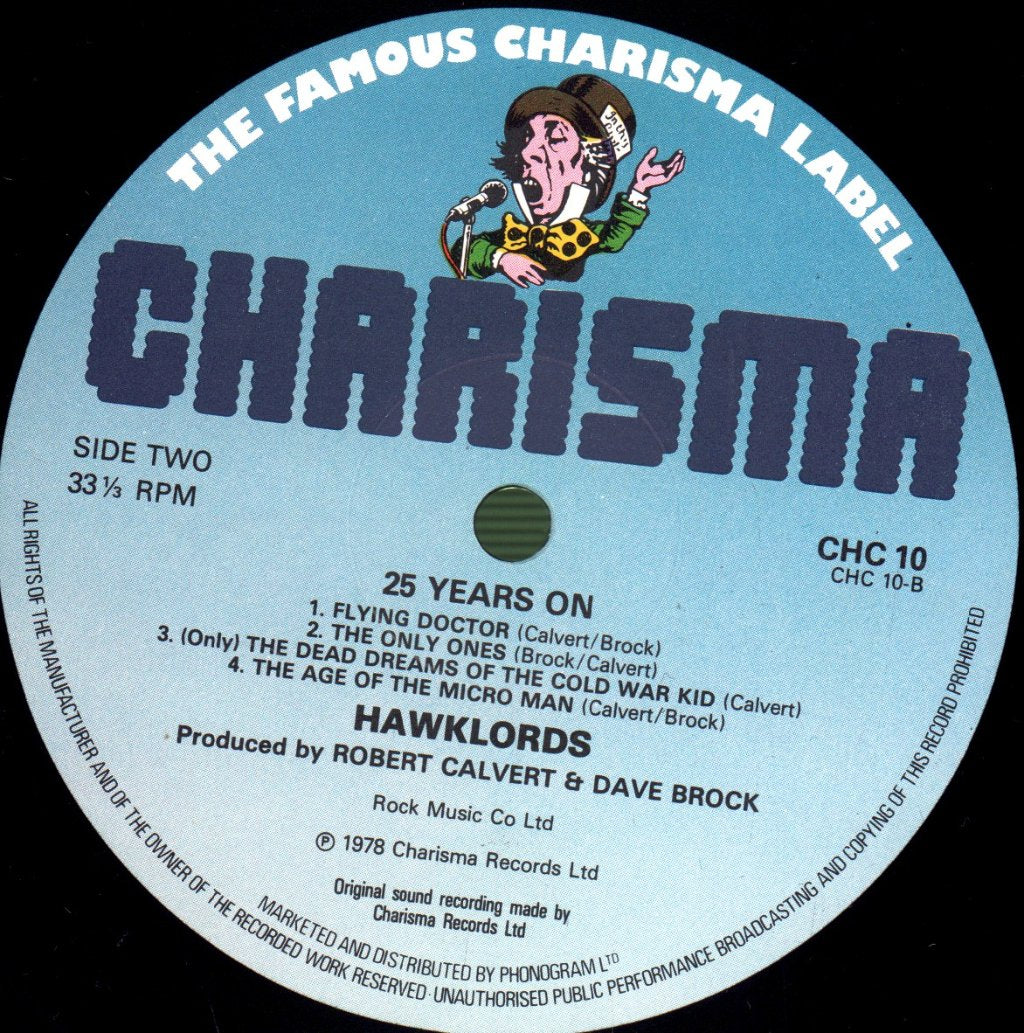 THE FAMOUS CHARISMA LABEL
CHARISMA
SIDE TWO
33⅓ RPM
CHC 10
CHC 10-B
25 YEARS ON
1. FLYING DOCTOR (Calvert/Brock)
2. THE ONLY ONES (Brock/Calvert)
3. (Only) THE DEAD DREAMS OF THE COLD WAR KID (Calvert)
4. THE AGE OF THE MICRO MAN (Calvert/Brock)
HAWKLORDS
Produced by ROBERT CALVERT & DAVE BROCK
Rock Music Co Ltd
℗ 1978 Charisma Records Ltd
Original sound recording made by
Charisma Records Ltd
MARKETED AND DISTRIBUTED BY PHONOGRAM LTD
ALL RIGHTS OF THE MANUFACTURER AND OF THE OWNER OF THE RECORDED WORK RESERVED · UNAUTHORISED PUBLIC PERFORMANCE BROADCASTING AND COPYING OF THIS RECORD PROHIBITED